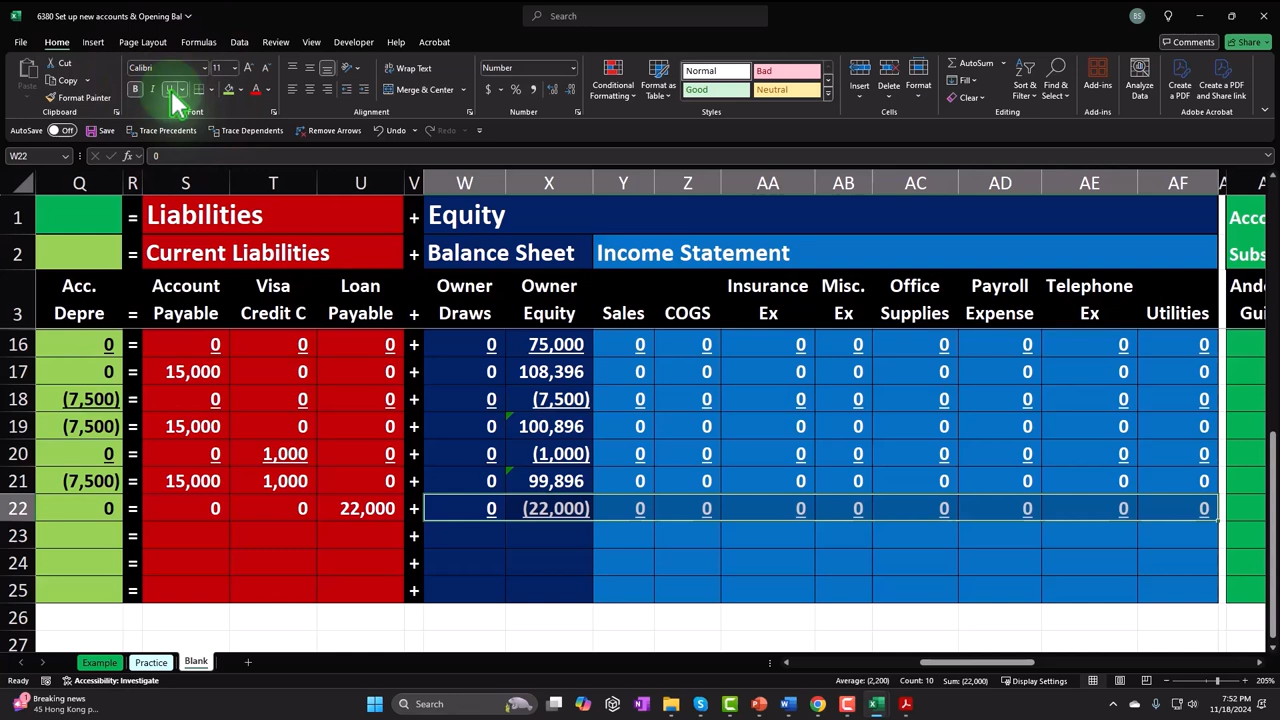 6380 Set up new accounts & Opening Bal
Search
BS
File Home Insert Page Layout Formulas Data Review View Developer Help Acrobat
Comments Share
Cut
Format Painter
Clipboard
Calibri 11
B I U
Font
Wrap Text
Merge & Center
Alignment
Number
$ % 
Number
Conditional Formatting
Format As Table
Normal Bad
Good Neutral
Styles
Insert Delete Format
Cells
AutoSum
Fill
Clear
Sort & Filter
Find & Select
Editing
Add-ins
Add-ins
Analyze Data
Create a PDF
Create a PDF and Share link
Adobe Acrobat
AutoSave Off Save Trace Precedents Trace Dependents Remove Arrows Undo Redo
W22 fx 0
Q R S T U V W X Y Z AA AB AC AD AE AF
1 = Liabilities + Equity Acco
2 = Current Liabilities + Balance Sheet Income Statement Subs
Acc. Account Visa Loan Owner Owner Insurance Misc. Office Payroll Telephone And
3 Depre = Payable Credit C Payable + Draws Equity Sales COGS Ex Ex Supplies Expense Ex Utilities Gui
16 0 = 0 0 0 + 0 75,000 0 0 0 0 0 0 0 0
17 0 = 15,000 0 0 + 0 108,396 0 0 0 0 0 0 0 0
18 (7,500) = 0 0 0 + 0 (7,500) 0 0 0 0 0 0 0 0
19 (7,500) = 15,000 0 0 + 0 100,896 0 0 0 0 0 0 0 0
20 0 = 0 1,000 0 + 0 (1,000) 0 0 0 0 0 0 0 0
21 (7,500) = 15,000 1,000 0 + 0 99,896 0 0 0 0 0 0 0 0
22 0 = 0 0 22,000 + 0 (22,000) 0 0 0 0 0 0 0 0
23 = +
24 = +
25 = +
26
27
Example Practice Blank
Ready Accessibility: Investigate Average: (2,200) Count: 10 Sum: (22,000) Display Settings 205%
1 Breaking news
45 Hong Kong p...
Search
7:52 PM
11/18/2024